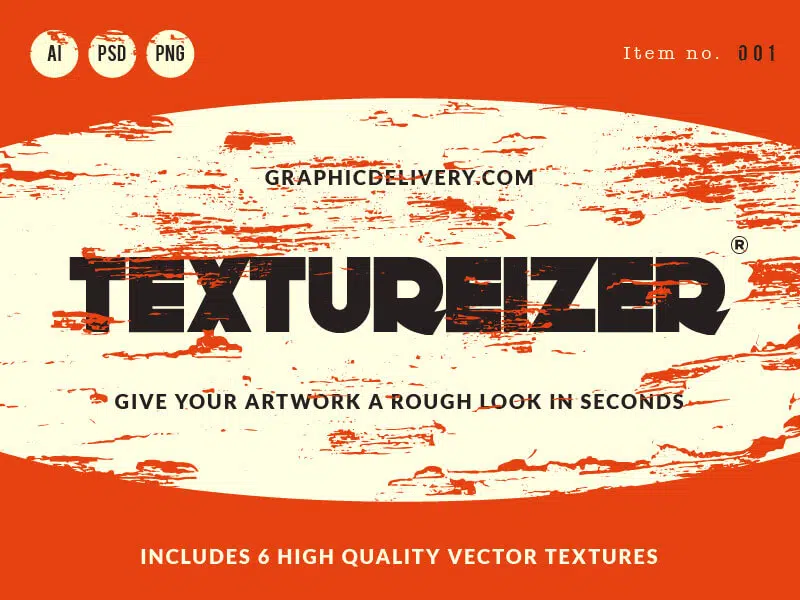 AI PSD PNG
Item no. 001
GRAPHICDELIVERY.COM
TEXTUREIZER®
GIVE YOUR ARTWORK A ROUGH LOOK IN SECONDS
INCLUDES 6 HIGH QUALITY VECTOR TEXTURES